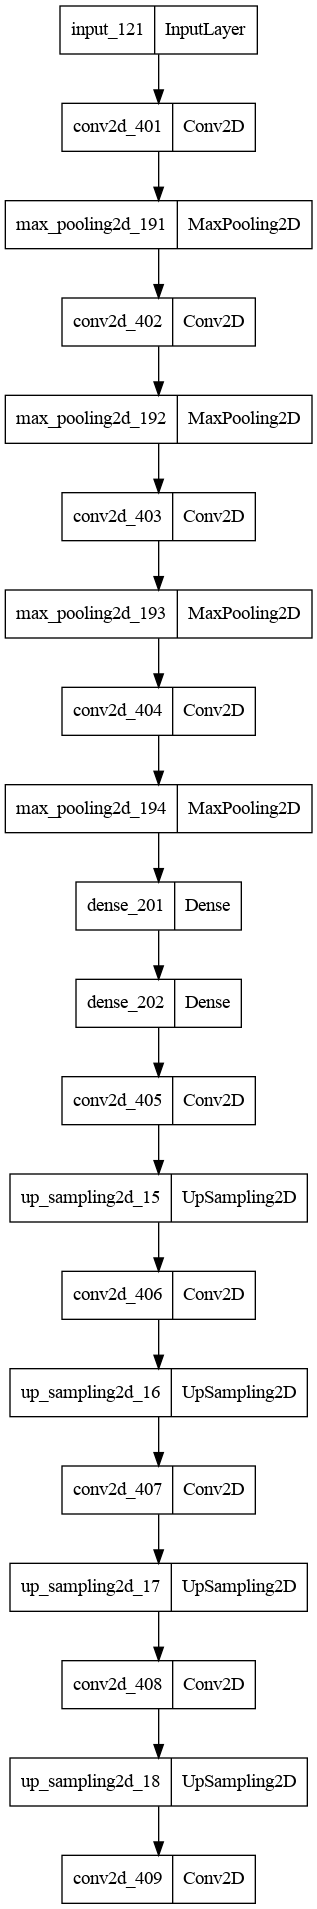 input_121 InputLayer
conv2d_401 Conv2D
max_pooling2d_191 MaxPooling2D
conv2d_402 Conv2D
max_pooling2d_192 MaxPooling2D
conv2d_403 Conv2D
max_pooling2d_193 MaxPooling2D
conv2d_404 Conv2D
max_pooling2d_194 MaxPooling2D
dense_201 Dense
dense_202 Dense
conv2d_405 Conv2D
up_sampling2d_15 UpSampling2D
conv2d_406 Conv2D
up_sampling2d_16 UpSampling2D
conv2d_407 Conv2D
up_sampling2d_17 UpSampling2D
conv2d_408 Conv2D
up_sampling2d_18 UpSampling2D
conv2d_409 Conv2D